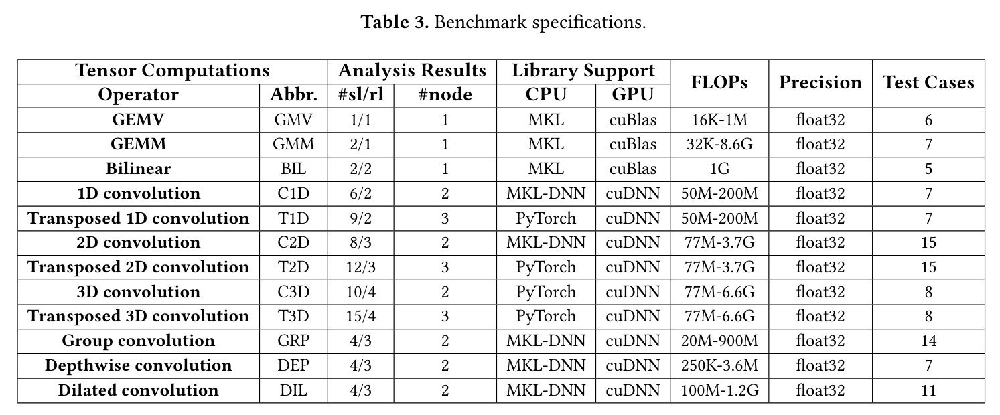 Table 3. Benchmark specifications.
Tensor Computations Analysis Results Library Support FLOPs Precision Test Cases
Operator Abbr. #sl/rl #node CPU GPU
GEMV GMV 1/1 1 MKL cuBlas 16K-1M float32 6
GEMM GMM 2/1 1 MKL cuBlas 32K-8.6G float32 7
Bilinear BIL 2/2 1 MKL cuBlas 1G float32 5
1D convolution C1D 6/2 2 MKL-DNN cuDNN 50M-200M float32 7
Transposed 1D convolution T1D 9/2 3 PyTorch cuDNN 50M-200M float32 7
2D convolution C2D 8/3 2 MKL-DNN cuDNN 77M-3.7G float32 15
Transposed 2D convolution T2D 12/3 3 PyTorch cuDNN 77M-3.7G float32 15
3D convolution C3D 10/4 2 PyTorch cuDNN 77M-6.6G float32 8
Transposed 3D convolution T3D 15/4 3 PyTorch cuDNN 77M-6.6G float32 8
Group convolution GRP 4/3 2 MKL-DNN cuDNN 20M-900M float32 14
Depthwise convolution DEP 4/3 2 MKL-DNN cuDNN 250K-3.6M float32 7
Dilated convolution DIL 4/3 2 MKL-DNN cuDNN 100M-1.2G float32 11